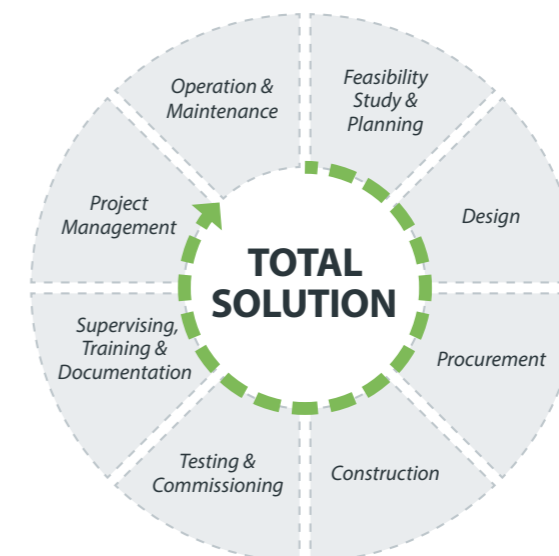 Operation &
Maintenance
Feasibility
Study &
Planning
Design
Procurement
Construction
Testing &
Commissioning
Supervising,
Training &
Documentation
Project
Management
TOTAL
SOLUTION